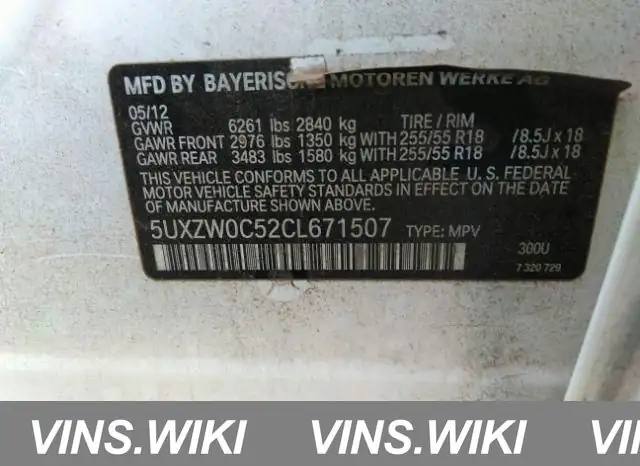 MFD BY BAYERISCHE MOTOREN WERKE AG
05/12
GVWR 6261 lbs 2840 kg TIRE / RIM
GAWR FRONT 2976 lbs 1350 kg WITH 255/55 R18 /8.5J x 18
GAWR REAR 3483 lbs 1580 kg WITH 255/55 R18 /8.5J x 18
THIS VEHICLE CONFORMS TO ALL APPLICABLE U. S. FEDERAL
MOTOR VEHICLE SAFETY STANDARDS IN EFFECT ON THE DATE
OF MANUFACTURE SHOWN ABOVE.
5UXZW0C52CL671507 TYPE: MPV
300U
7 320 729
VINS.WIKI VINS.WIKI VINS.WIKI